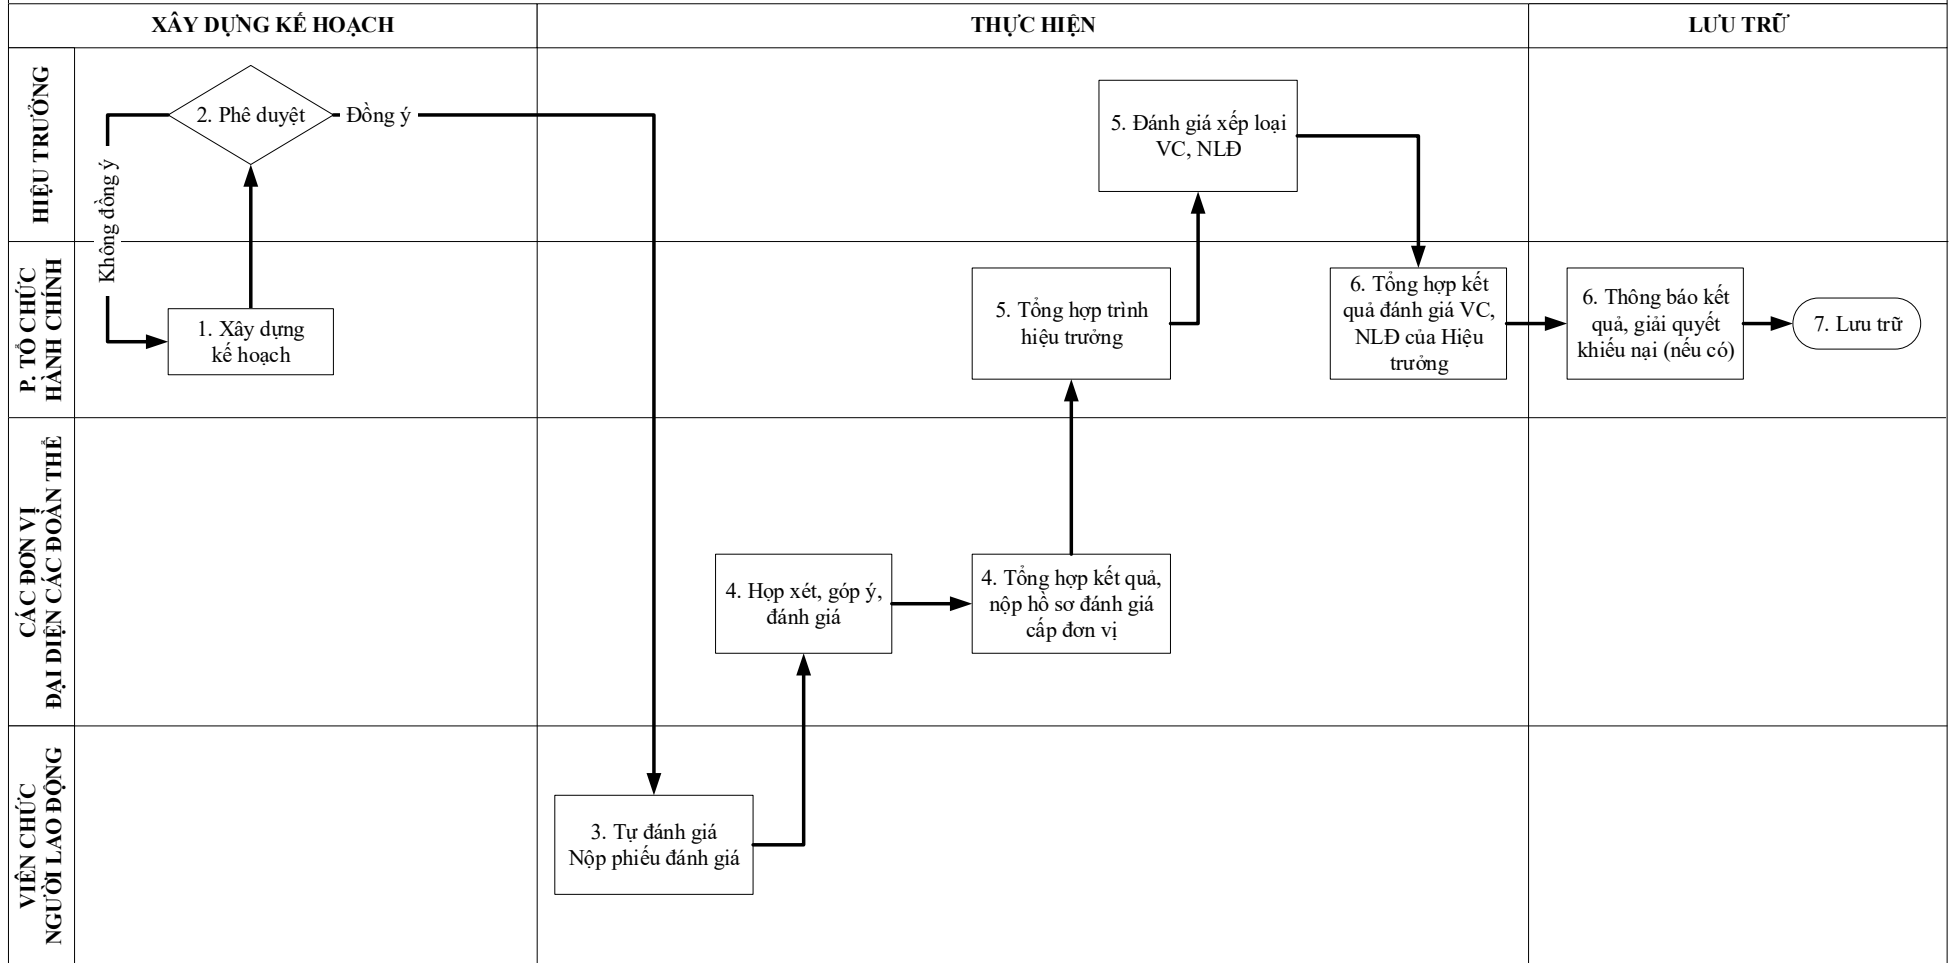 XÂY DỰNG KẾ HOẠCH
THỰC HIỆN
LƯU TRỮ
HIỆU TRƯỞNG
2. Phê duyệt
Đồng ý
Không đồng ý
5. Đánh giá xếp loại
VC, NLĐ
P. TỔ CHỨC
HÀNH CHÍNH
1. Xây dựng
kế hoạch
5. Tổng hợp trình
hiệu trưởng
6. Tổng hợp kết
quả đánh giá VC,
NLĐ của Hiệu
trưởng
6. Thông báo kết
quả, giải quyết
khiếu nại (nếu có)
7. Lưu trữ
CÁC ĐƠN VỊ
ĐẠI DIỆN CÁC ĐOÀN THỂ
4. Họp xét, góp ý,
đánh giá
4. Tổng hợp kết quả,
nộp hồ sơ đánh giá
cấp đơn vị
VIÊN CHỨC
NGƯỜI LAO ĐỘNG
3. Tự đánh giá
Nộp phiếu đánh giá